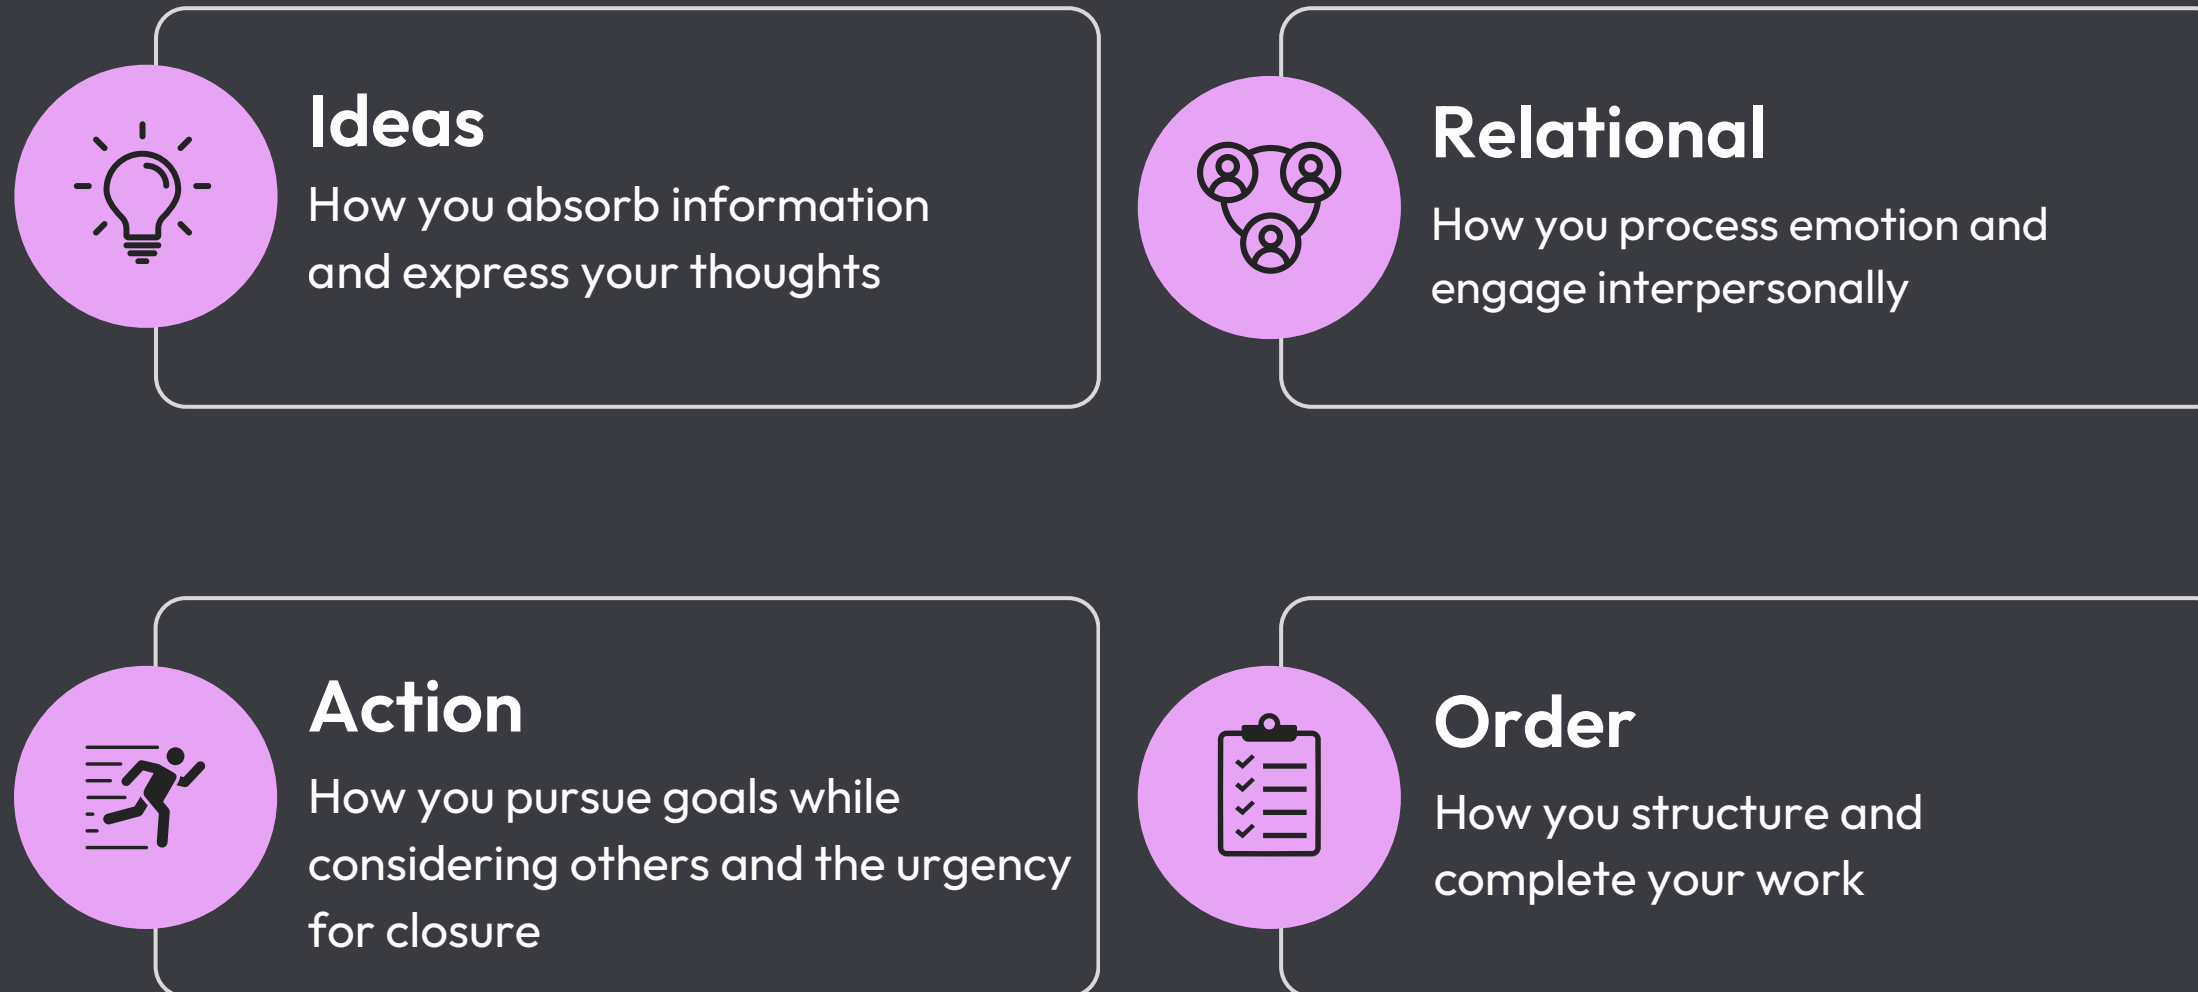 Ideas
How you absorb information
and express your thoughts
Relational
How you process emotion and
engage interpersonally
Action
How you pursue goals while
considering others and the urgency
for closure
Order
How you structure and
complete your work